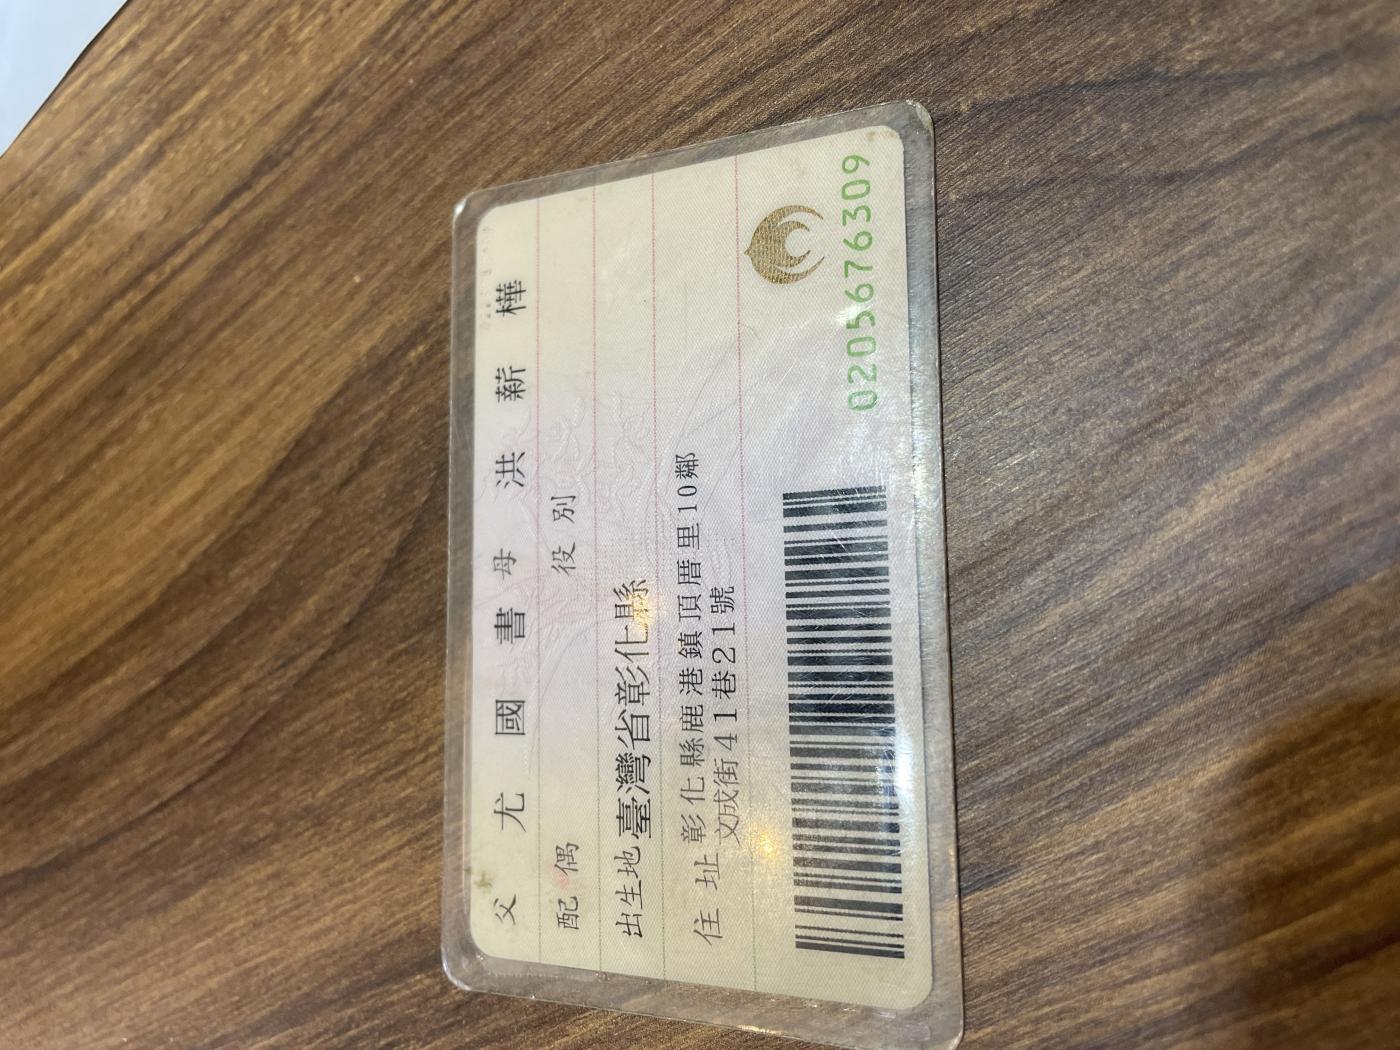 父 尤 國 書 母 洪 薪 樺
配偶 役別
出生地 臺灣省彰化縣
住址 彰化縣鹿港鎮頂厝里10鄰
文成街41巷21號
0205676309